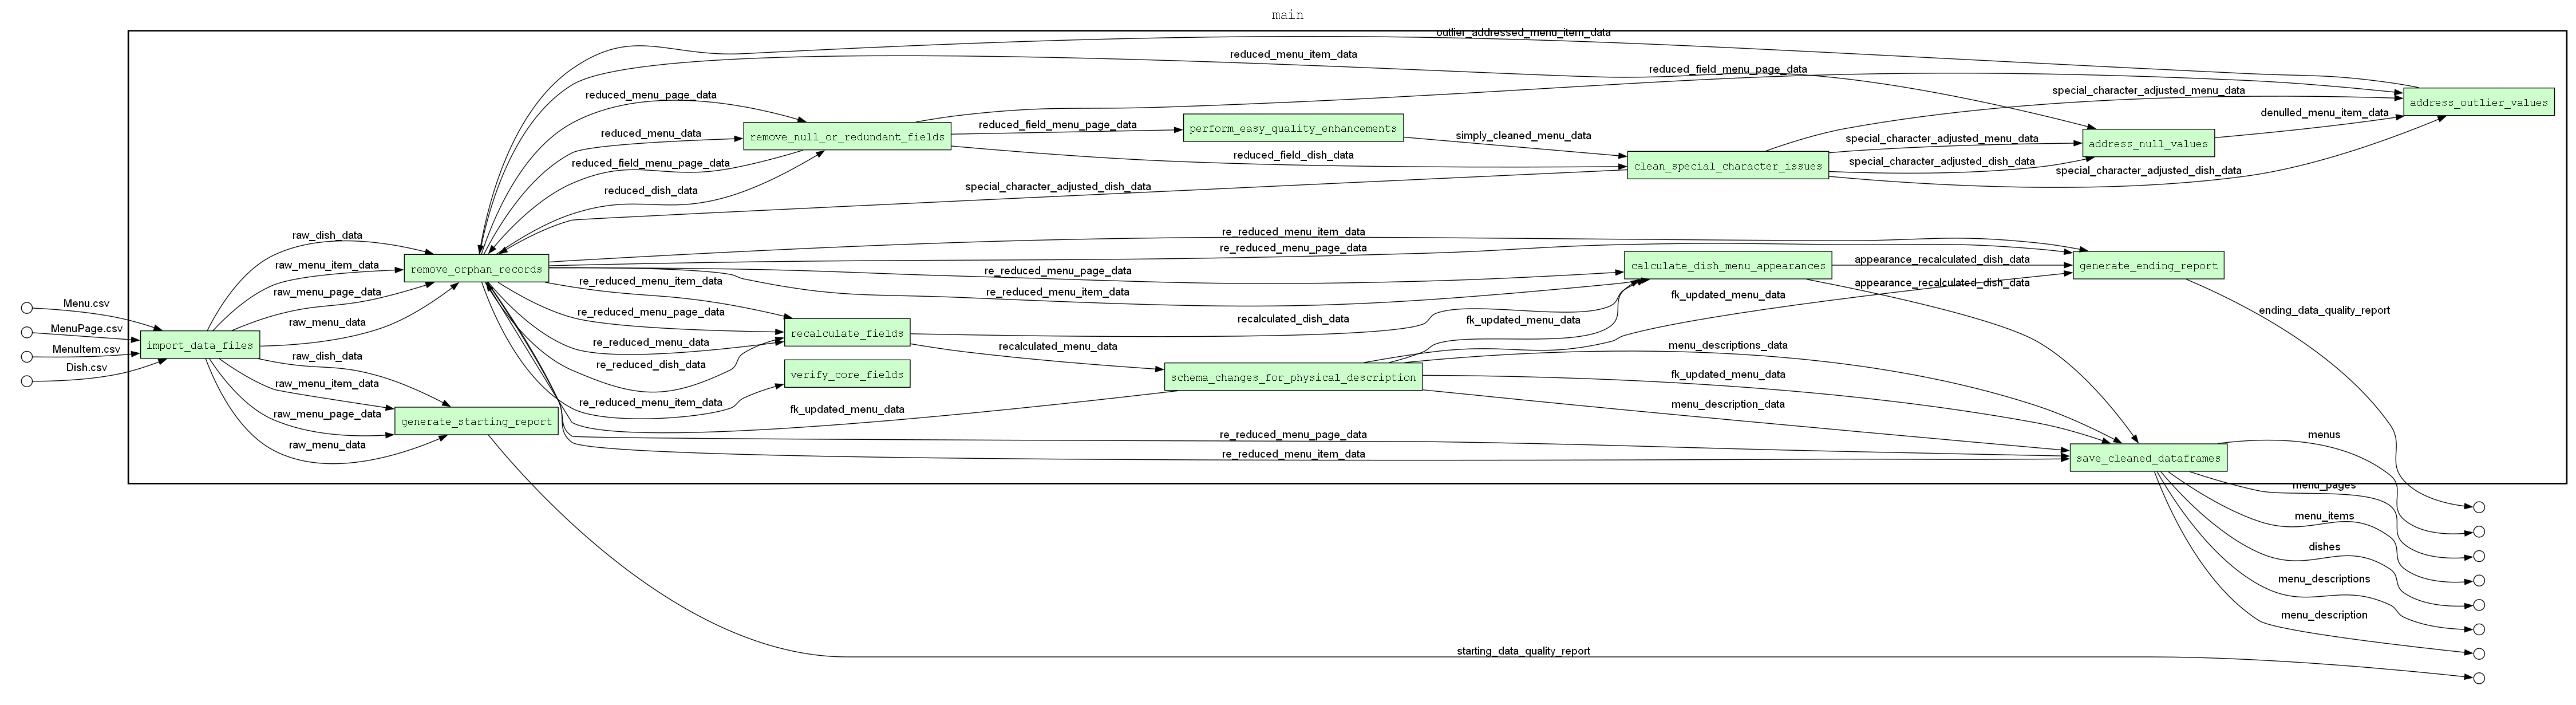 main
outlier_addressed_menu_item_data
reduced_menu_item_data
reduced_field_menu_page_data
reduced_menu_page_data
special_character_adjusted_menu_data
address_outlier_values
denulled_menu_item_data
remove_null_or_redundant_fields
reduced_field_menu_page_data
perform_easy_quality_enhancements
simply_cleaned_menu_data
reduced_menu_data
special_character_adjusted_menu_data
address_null_values
reduced_field_dish_data
reduced_field_menu_page_data
clean_special_character_issues
special_character_adjusted_dish_data
special_character_adjusted_dish_data
reduced_dish_data
special_character_adjusted_dish_data
raw_dish_data
re_reduced_menu_item_data
re_reduced_menu_page_data
raw_menu_item_data
remove_orphan_records
re_reduced_menu_page_data
calculate_dish_menu_appearances
appearance_recalculated_dish_data
generate_ending_report
re_reduced_menu_item_data
appearance_recalculated_dish_data
raw_menu_page_data
re_reduced_menu_item_data
fk_updated_menu_data
Menu.csv
re_reduced_menu_page_data
ending_data_quality_report
raw_menu_data
recalculated_dish_data
fk_updated_menu_data
MenuPage.csv
recalculate_fields
import_data_files
re_reduced_menu_data
recalculated_menu_data
menu_descriptions_data
MenuItem.csv
raw_dish_data
Dish.csv
re_reduced_dish_data
verify_core_fields
schema_changes_for_physical_description
fk_updated_menu_data
raw_menu_item_data
re_reduced_menu_item_data
fk_updated_menu_data
menu_description_data
raw_menu_page_data
generate_starting_report
raw_menu_data
re_reduced_menu_page_data
menus
re_reduced_menu_item_data
save_cleaned_dataframes
menu_pages
menu_items
dishes
menu_descriptions
menu_description
starting_data_quality_report